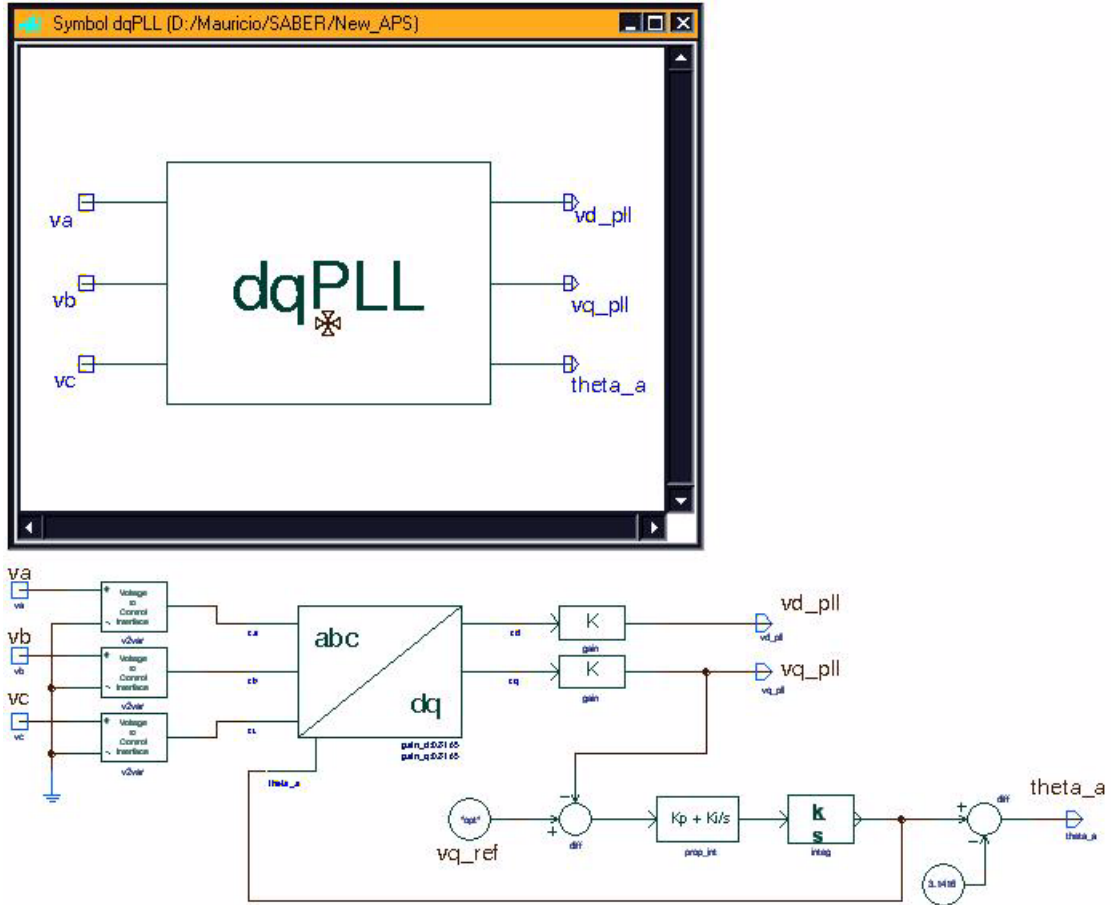 Symbol dqPLL (D:/Mauricio/SABER/New_APS)
va
vd_pll
dqPLL
vb
vq_pll
vc
theta_a
va
va
Voltage
to
Control
Interface
v2var
ca
abc
cd
K
gain
vd_pll
vd_pll
vb
vb
Voltage
to
Control
Interface
v2var
cb
dq
cq
K
gain
vq_pll
vq_pll
vc
vc
Voltage
to
Control
Interface
v2var
theta_a
vq_ref
diff
Kp + Ki/s
prop_int
k
s
integ
diff
3.1416
theta_a
theta_a